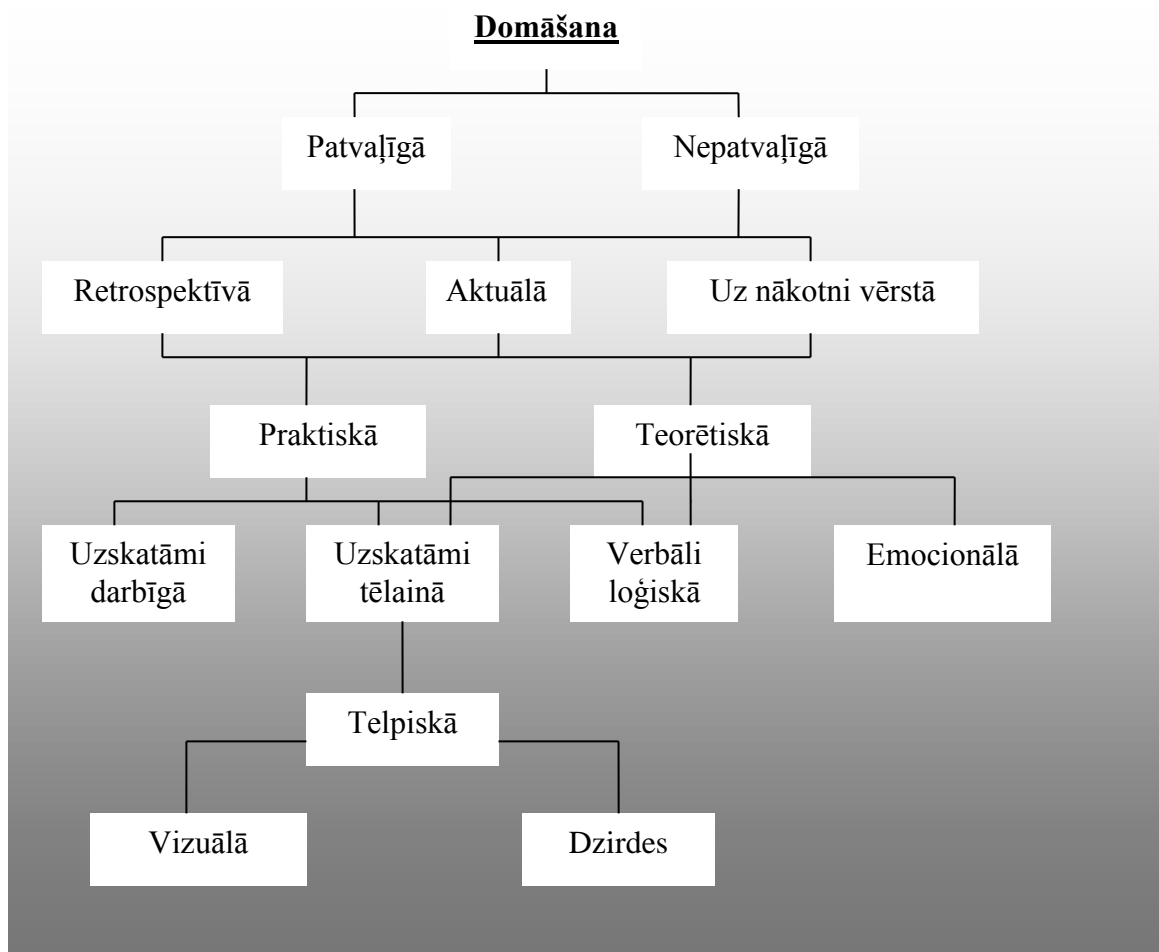 Domāšana
Patvaļīgā
Nepatvaļīgā
Retrospektīvā
Aktuālā
Uz nākotni vērstā
Praktiskā
Teorētiskā
Uzskatāmi
darbīgā
Uzskatāmi
tēlainā
Verbāli
loģiskā
Emocionālā
Telpiskā
Vizuālā
Dzirdes